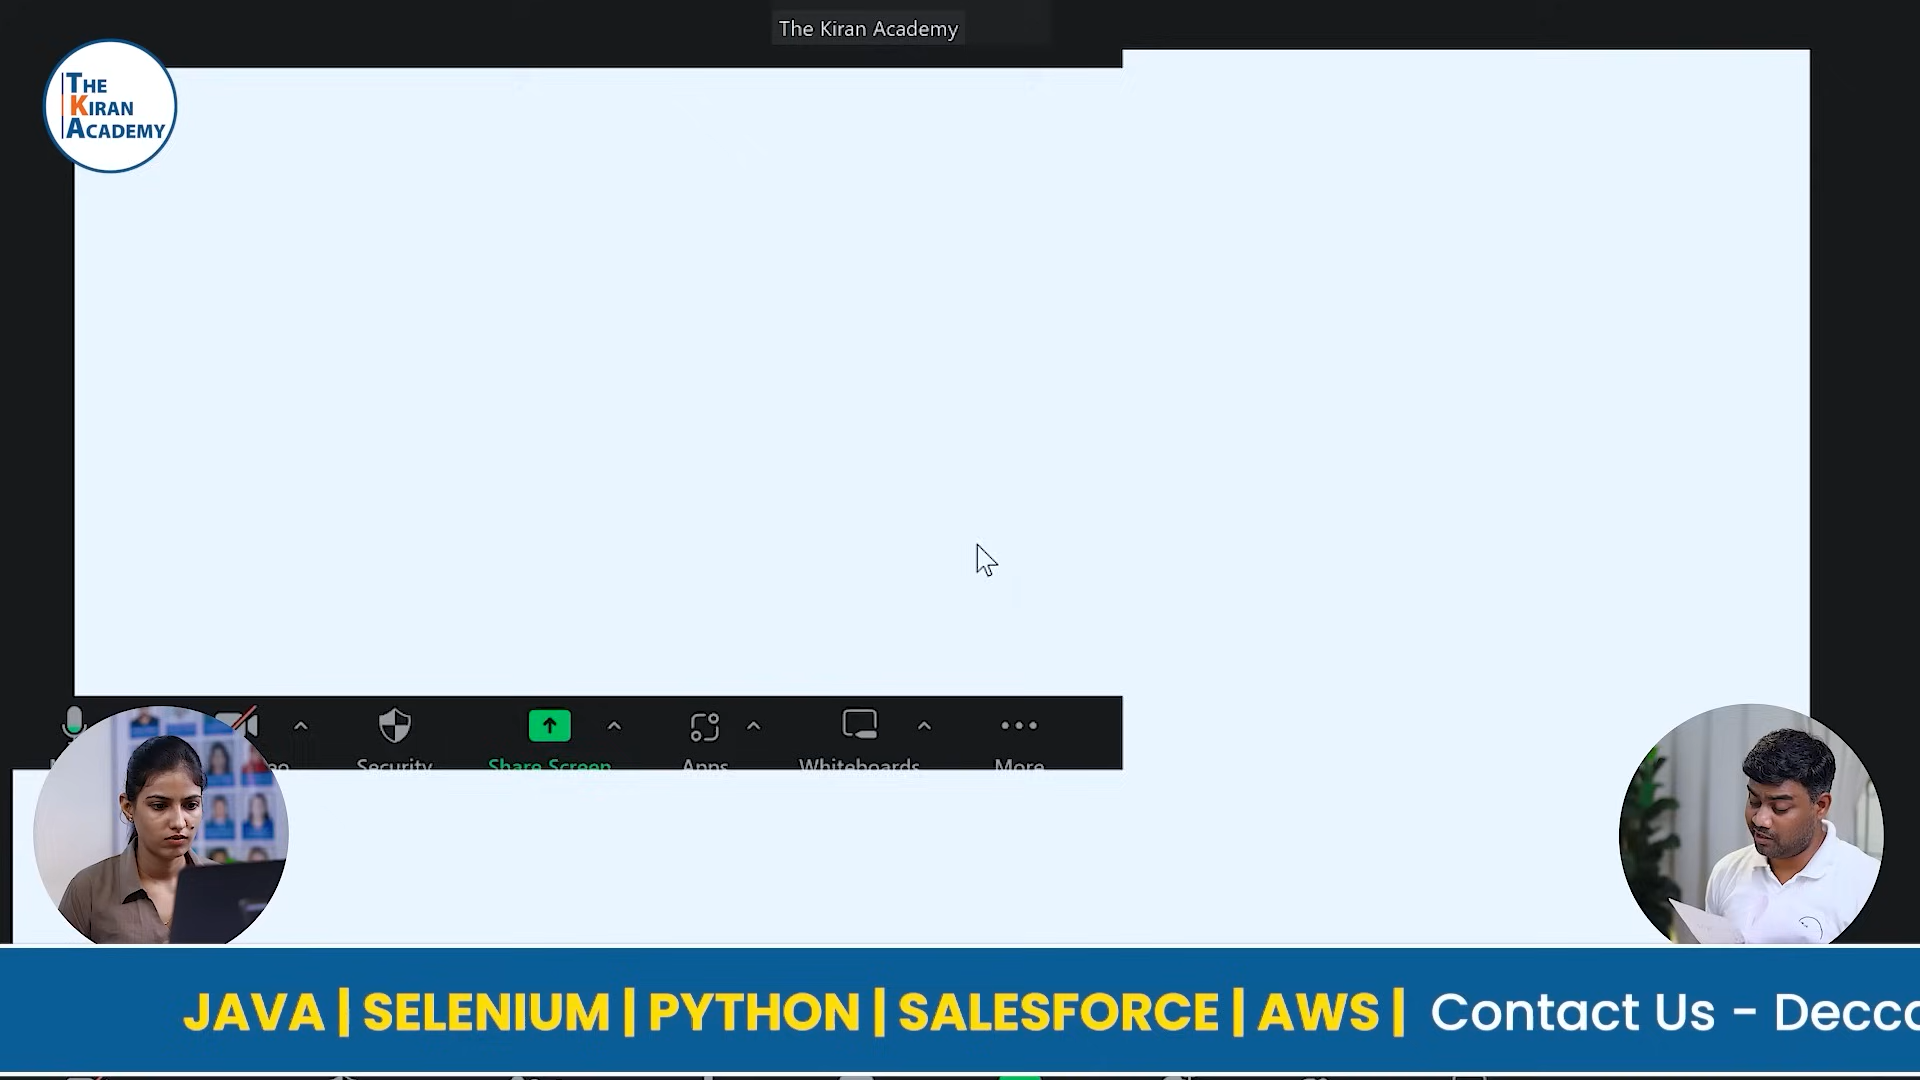 The Kiran Academy
THE
KIRAN
ACADEMY
Security
Share Screen
Apps
Whiteboards
More
JAVA | SELENIUM | PYTHON | SALESFORCE | AWS | Contact Us - Decca